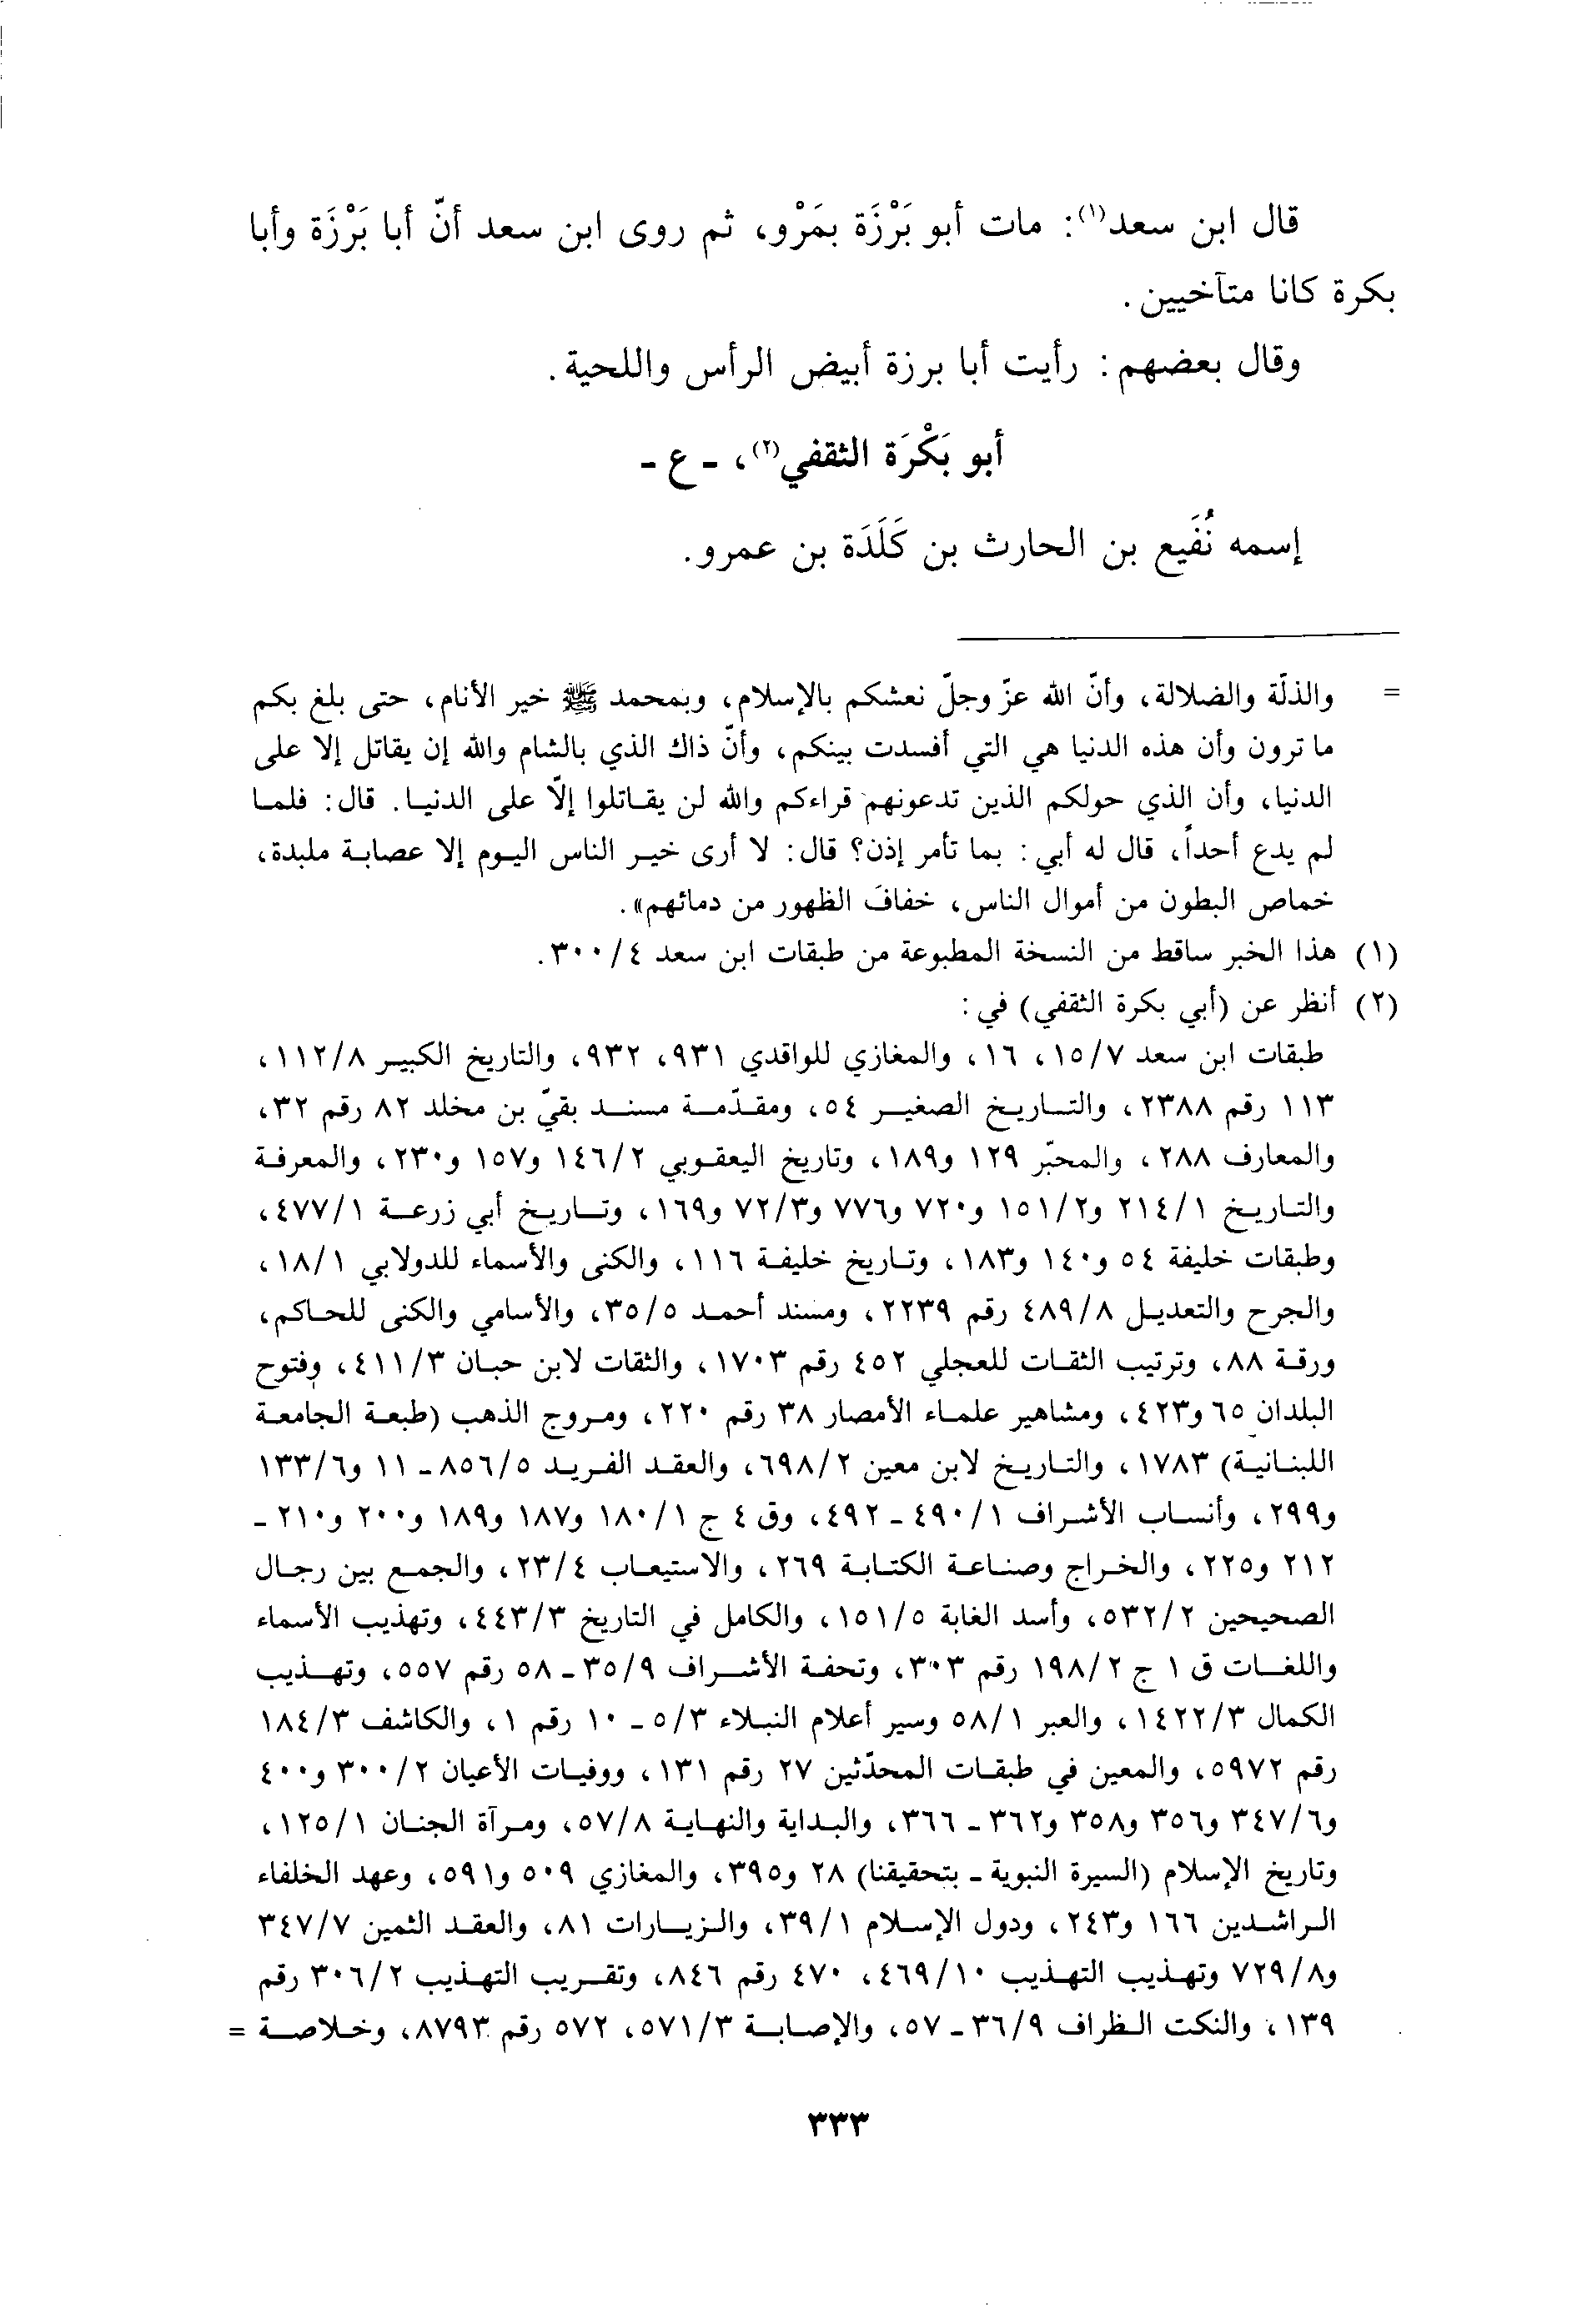 قال ابن سعد(١): مات أبو بَرْزَة بمَرْو، ثم روى ابن سعد أنّ أبا بَرْزَة وأبا
بكرة كانا متآخيين.
وقال بعضهم: رأيت أبا برزة أبيض الرأس واللحية.
أبو بَكْرَة الثقفي(٢)، - ع -
إسمه نُفَيع بن الحارث بن كَلَدَة بن عمرو.
= والذلّة والضلالة، وأنّ الله عزّ وجلّ نعشكم بالإسلام، وبمحمد ﷺ خير الأنام، حتى بلغ بكم
ما ترون وأن هذه الدنيا هي التي أفسدت بينكم، وأنّ ذاك الذي بالشام والله إن يقاتل إلا على
الدنيا، وأن الذي حولكم الذين تدعونهم قراءكم والله لن يقاتلوا إلّا على الدنيا. قال: فلما
لم يدع أحداً، قال له أبي: بما تأمر إذن؟ قال: لا أرى خير الناس اليوم إلا عصابة ملبدة،
خماص البطون من أموال الناس، خفافَ الظهور من دمائهم».
(١) هذا الخبر ساقط من النسخة المطبوعة من طبقات ابن سعد ٤/٣٠٠.
(٢) أنظر عن (أبي بكرة الثقفي) في:
طبقات ابن سعد ١٥/٧، ١٦، والمغازي للواقدي ٩٣١، ٩٣٢، والتاريخ الكبير ١١٢/٨،
١١٣ رقم ٢٣٨٨، والتاريخ الصغير ٥٤، ومقدّمة مسند بقيّ بن مخلد ٨٢ رقم ٣٢،
والمعارف ٢٨٨، والمحبّر ١٢٩ و١٨٩، وتاريخ اليعقوبي ١٤٦/٢ و١٥٧ و٢٣٠، والمعرفة
والتاريخ ٢١٤/١ و١٥١/٢ و٧٢٠ و٧٧٦ و٧٢/٣ و١٦٩، وتاريخ أبي زرعة ٤٧٧/١،
وطبقات خليفة ٥٤ و١٤٠ و١٨٣، وتاريخ خليفة ١١٦، والكنى والأسماء للدولابي ١٨/١،
والجرح والتعديل ٤٨٩/٨ رقم ٢٢٣٩، ومسند أحمد ٣٥/٥، والأسامي والكنى للحاكم،
ورقة ٨٨، وترتيب الثقات للعجلي ٤٥٢ رقم ١٧٠٣، والثقات لابن حبان ٤١١/٣، وفتوح
البلدان ٦٥ و٤٢٣، ومشاهير علماء الأمصار ٣٨ رقم ٢٢٠، ومروج الذهب (طبعة الجامعة
اللبنانية) ١٧٨٣، والتاريخ لابن معين ٦٩٨/٢، والعقد الفريد ٨٥٦/٥ - ١١ و١٣٣/٦
و٢٩٩، وأنساب الأشراف ٤٩٠/١ - ٤٩٢، وق ٤ ج ١٨٠/١ و١٨٧ و١٨٩ و٢٠٠ و٢١٠ -
٢١٢ و٢٢٥، والخراج وصناعة الكتابة ٢٦٩، والاستيعاب ٢٣/٤، والجمع بين رجال
الصحيحين ٥٣٢/٢، وأسد الغابة ١٥١/٥، والكامل في التاريخ ٤٤٣/٣، وتهذيب الأسماء
واللغات ق ١ ج ١٩٨/٢ رقم ٣٠٣، وتحفة الأشراف ٣٥/٩ - ٥٨ رقم ٥٥٧، وتهذيب
الكمال ١٤٢٢/٣، والعبر ٥٨/١ وسير أعلام النبلاء ٥/٣ - ١٠ رقم ١، والكاشف ١٨٤/٣
رقم ٥٩٧٢، والمعين في طبقات المحدّثين ٢٧ رقم ١٣١، ووفيات الأعيان ٣٠٠/٢ و٤٠٠
و٣٤٧/٦ و٣٥٦ و٣٥٨ و٣٦٢ - ٣٦٦، والبداية والنهاية ٥٧/٨، ومرآة الجنان ١٢٥/١،
وتاريخ الإسلام (السيرة النبوية - بتحقيقنا) ٢٨ و٣٩٥، والمغازي ٥٠٩ و٥٩١، وعهد الخلفاء
الراشدين ١٦٦ و٢٤٣، ودول الإسلام ٣٩/١، والزيارات ٨١، والعقد الثمين ٣٤٧/٧
و٧٢٩/٨ وتهذيب التهذيب ٤٦٩/١٠، ٤٧٠ رقم ٨٤٦، وتقريب التهذيب ٣٠٦/٢ رقم
١٣٩، والنكت الظراف ٣٦/٩ - ٥٧، والإصابة ٥٧١/٣، ٥٧٢ رقم ٨٧٩٣، وخلاصة =
٣٣٣